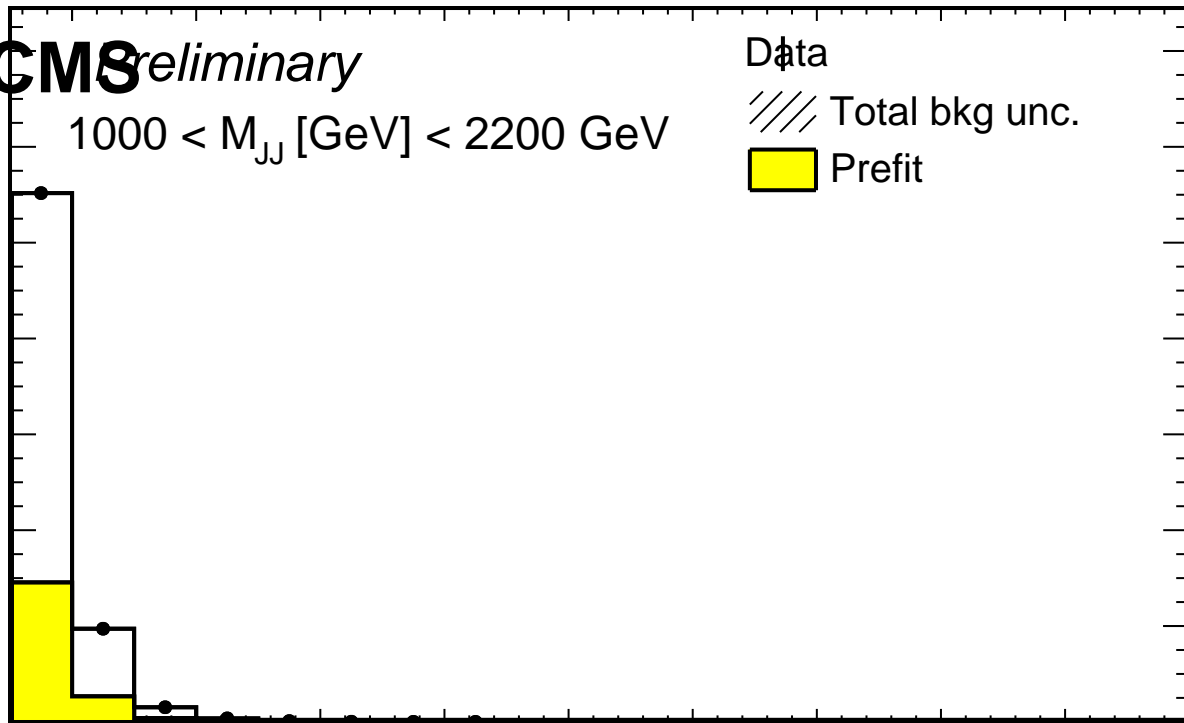 CMS Preliminary
1000 < M_JJ [GeV] < 2200 GeV
Data
Total bkg unc.
Prefit